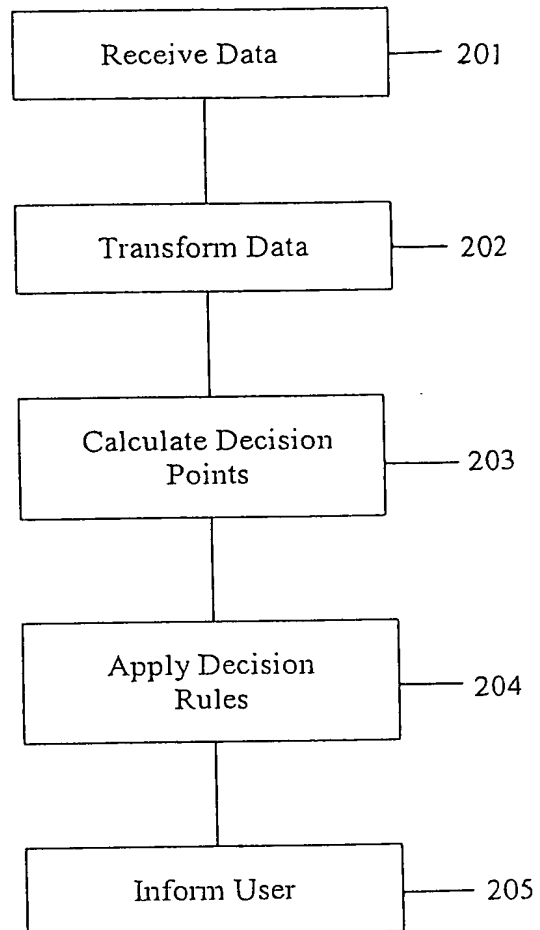 Receive Data 201
Transform Data 202
Calculate Decision
Points 203
Apply Decision
Rules 204
Inform User 205